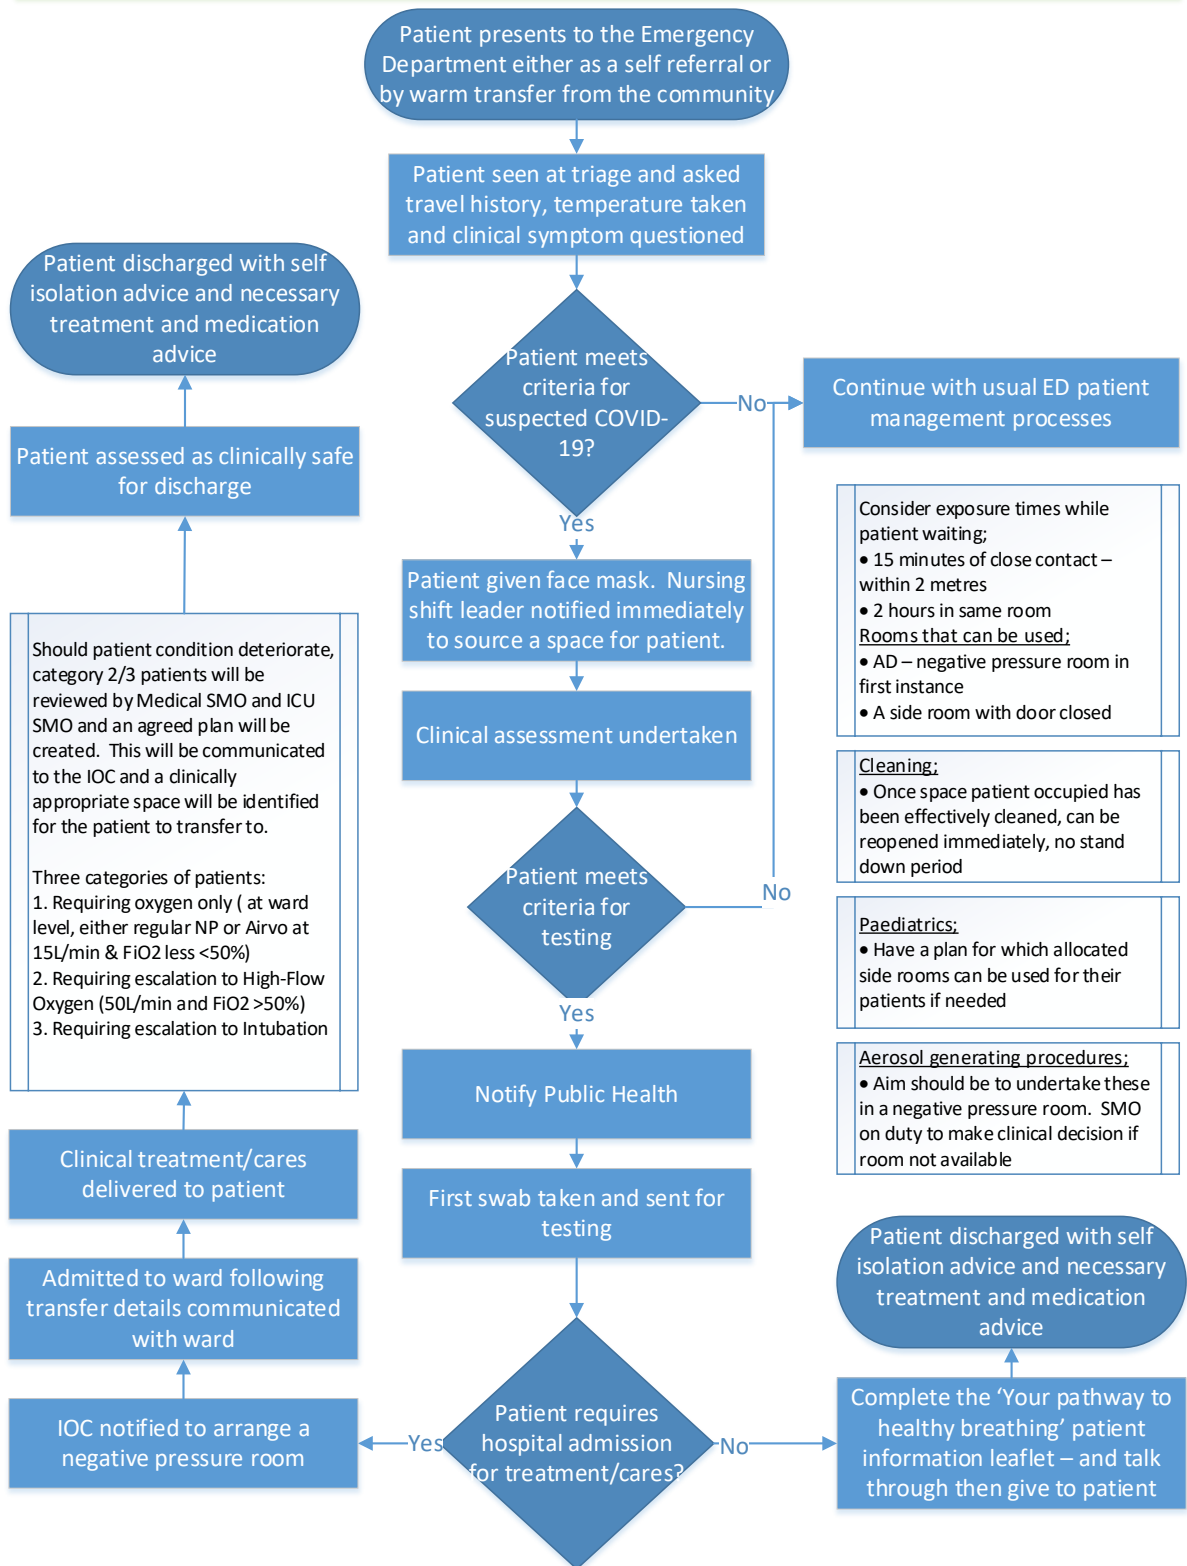 Patient presents to the Emergency
Department either as a self referral or
by warm transfer from the community
Patient seen at triage and asked
travel history, temperature taken
and clinical symptom questioned
Patient meets
criteria for
suspected COVID-
19?
No
Continue with usual ED patient
management processes
Yes
Patient given face mask.  Nursing
shift leader notified immediately
to source a space for patient.
Clinical assessment undertaken
Patient meets
criteria for
testing
No
Yes
Notify Public Health
First swab taken and sent for
testing
Patient requires
hospital admission
for treatment/cares?
Yes
No
IOC notified to arrange a
negative pressure room
Admitted to ward following
transfer details communicated
with ward
Clinical treatment/cares
delivered to patient
Should patient condition deteriorate,
category 2/3 patients will be
reviewed by Medical SMO and ICU
SMO and an agreed plan will be
created.  This will be communicated
to the IOC and a clinically
appropriate space will be identified
for the patient to transfer to.
Three categories of patients:
1. Requiring oxygen only ( at ward
level, either regular NP or Airvo at
15L/min & FiO2 less <50%)
2. Requiring escalation to High-Flow
Oxygen (50L/min and FiO2 >50%)
3. Requiring escalation to Intubation
Patient assessed as clinically safe
for discharge
Patient discharged with self
isolation advice and necessary
treatment and medication
advice
Consider exposure times while
patient waiting;
• 15 minutes of close contact –
within 2 metres
• 2 hours in same room
Rooms that can be used;
• AD – negative pressure room in
first instance
• A side room with door closed
Cleaning;
• Once space patient occupied has
been effectively cleaned, can be
reopened immediately, no stand
down period
Paediatrics;
• Have a plan for which allocated
side rooms can be used for their
patients if needed
Aerosol generating procedures;
• Aim should be to undertake these
in a negative pressure room.  SMO
on duty to make clinical decision if
room not available
Patient discharged with self
isolation advice and necessary
treatment and medication
advice
Complete the ‘Your pathway to
healthy breathing’ patient
information leaflet – and talk
through then give to patient